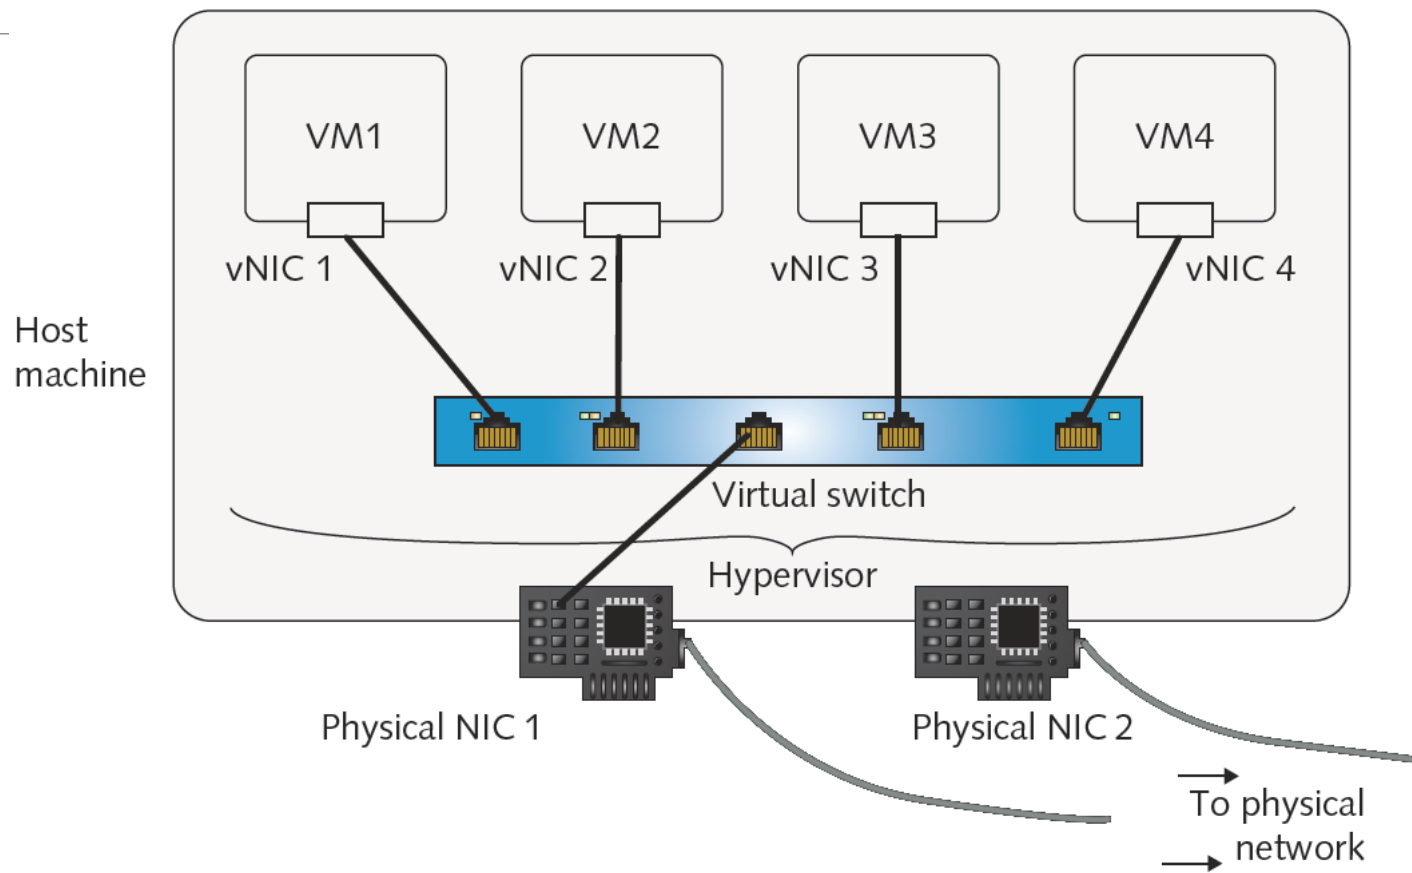 VM1
VM2
VM3
VM4
vNIC 1
vNIC 2
vNIC 3
vNIC 4
Host
machine
Virtual switch
Hypervisor
Physical NIC 1
Physical NIC 2
To physical
network